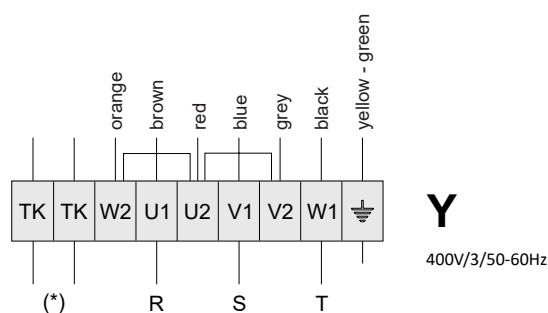 orange brown red blue grey black yellow - green
TK TK W2 U1 U2 V1 V2 W1
Y
400V/3/50-60Hz
(*) R S T